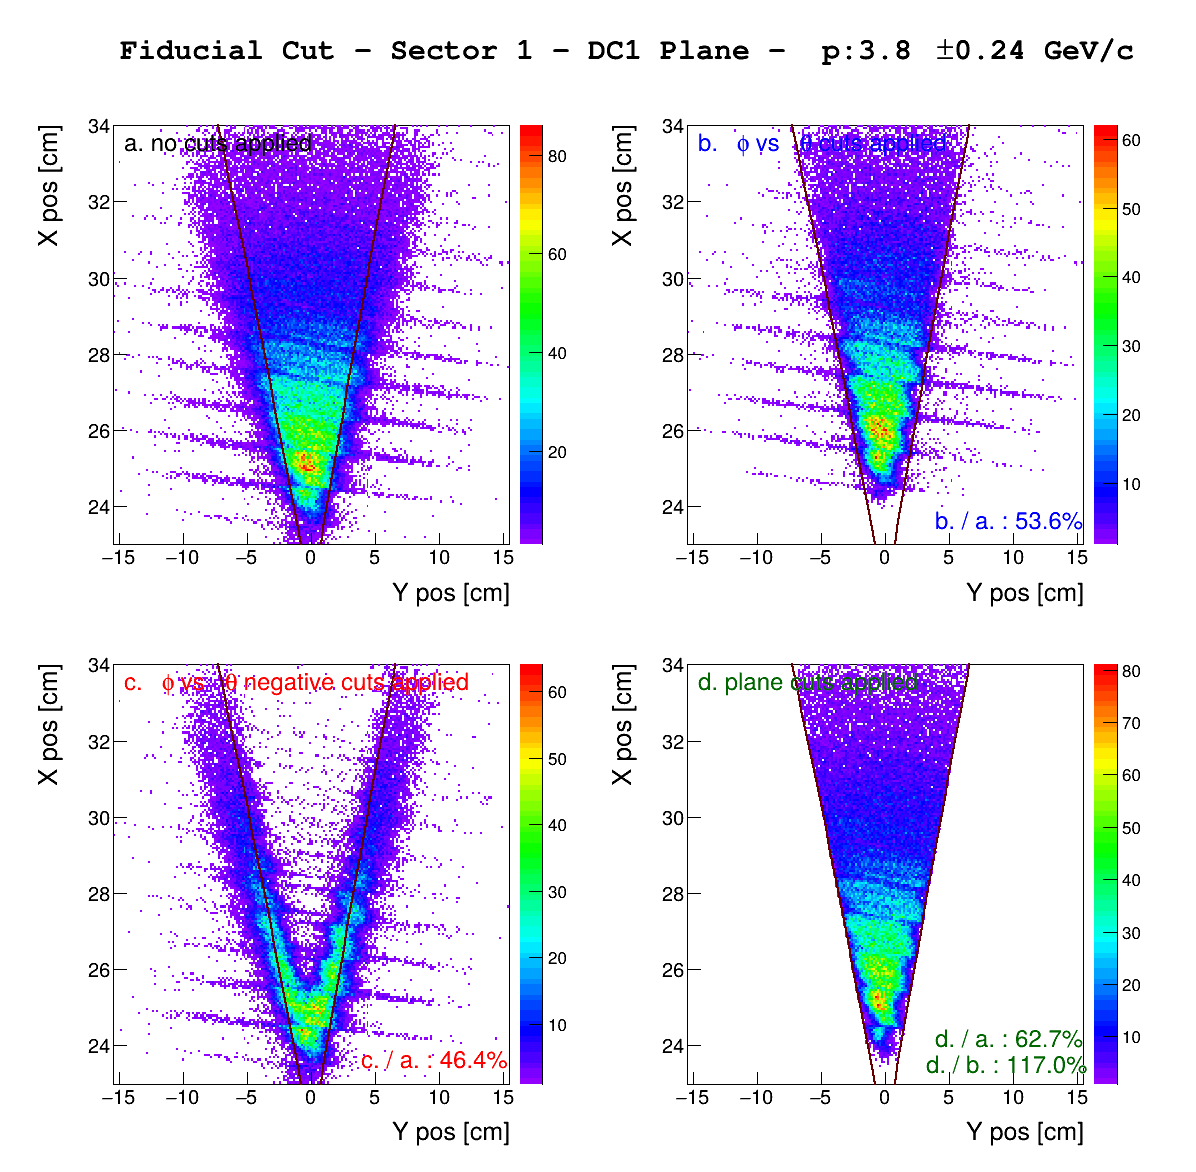 Fiducial Cut – Sector 1 – DC1 Plane – p:3.8 ±0.24 GeV/c
X pos [cm]
34
32
30
28
26
24
a. no cuts applied
80
60
40
20
−15 −10 −5 0 5 10 15
Y pos [cm]
X pos [cm]
34
32
30
28
26
24
b. ϕ vs θ cuts applied
60
50
40
30
20
10
b. / a. : 53.6%
−15 −10 −5 0 5 10 15
Y pos [cm]
X pos [cm]
34
32
30
28
26
24
c. ϕ vs. θ negative cuts applied
60
50
40
30
20
10
c. / a. : 46.4%
−15 −10 −5 0 5 10 15
Y pos [cm]
X pos [cm]
34
32
30
28
26
24
d. plane cuts applied
80
70
60
50
40
30
20
10
d. / a. : 62.7%
d. / b. : 117.0%
−15 −10 −5 0 5 10 15
Y pos [cm]